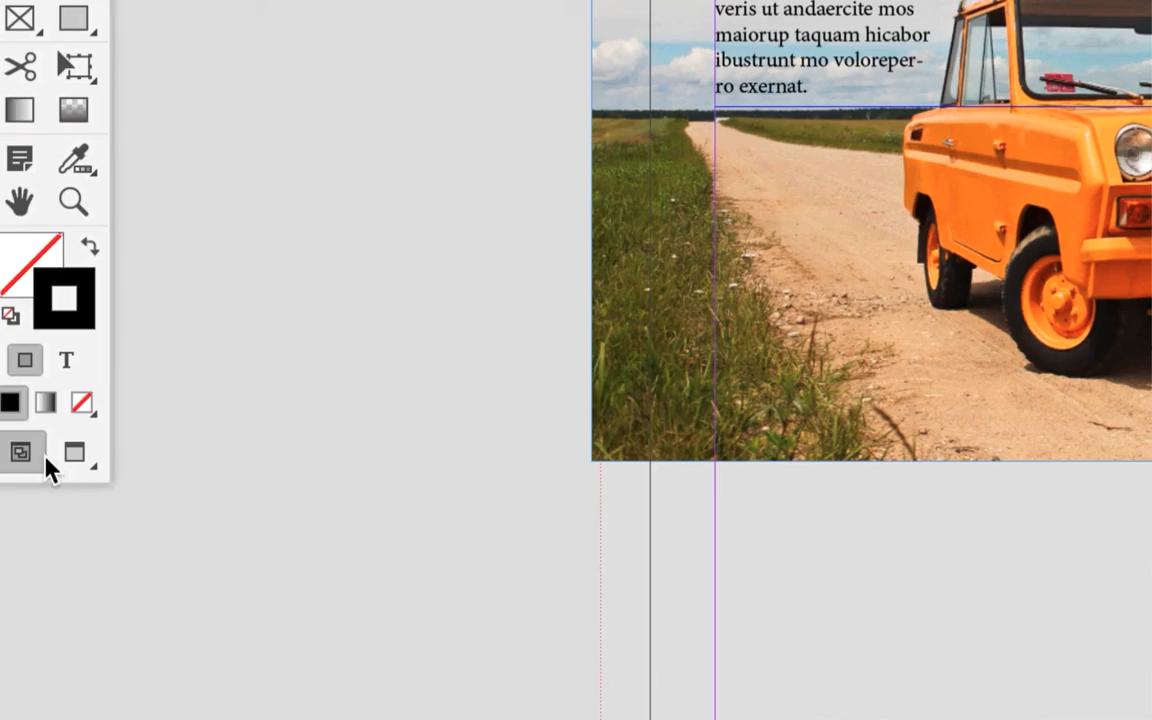 veris ut andaercite mos
maiorup taquam hicabor
ibustrunt mo voloreper-
ro exernat.
T